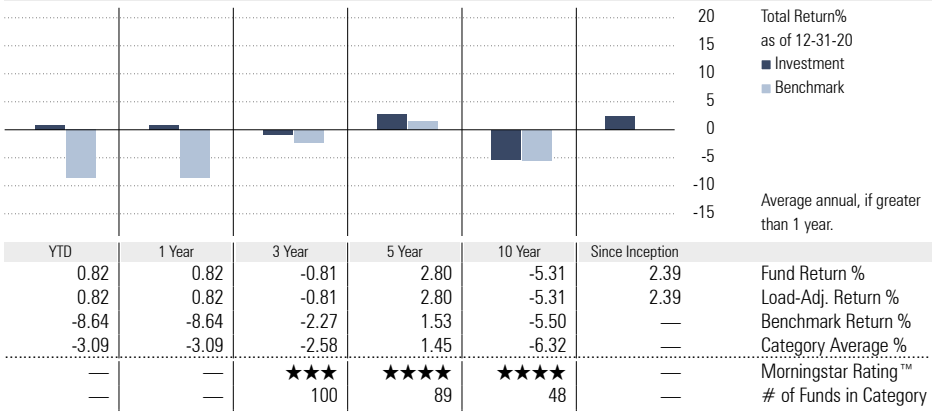 20
15
10
5
0
-5
-10
-15
Total Return%
as of 12-31-20
Investment
Benchmark
Average annual, if greater
than 1 year.
YTD 1 Year 3 Year 5 Year 10 Year Since Inception
0.82 0.82 -0.81 2.80 -5.31 2.39 Fund Return %
0.82 0.82 -0.81 2.80 -5.31 2.39 Load-Adj. Return %
-8.64 -8.64 -2.27 1.53 -5.50 — Benchmark Return %
-3.09 -3.09 -2.58 1.45 -6.32 — Category Average %
— — ★★★ ★★★★ ★★★★ — Morningstar Rating™
— — 100 89 48 — # of Funds in Category